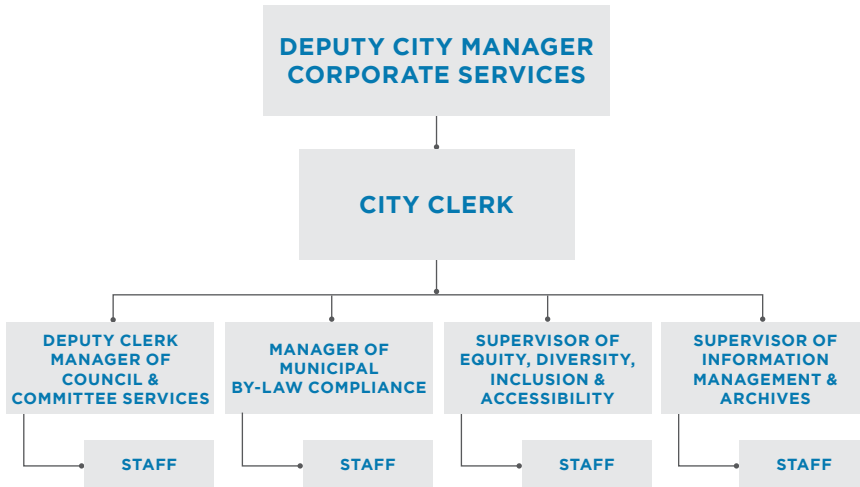 DEPUTY CITY MANAGER
CORPORATE SERVICES
CITY CLERK
DEPUTY CLERK
MANAGER OF
COUNCIL &
COMMITTEE SERVICES
MANAGER OF
MUNICIPAL
BY-LAW COMPLIANCE
SUPERVISOR OF
EQUITY, DIVERSITY,
INCLUSION &
ACCESSIBILITY
SUPERVISOR OF
INFORMATION
MANAGEMENT &
ARCHIVES
STAFF
STAFF
STAFF
STAFF